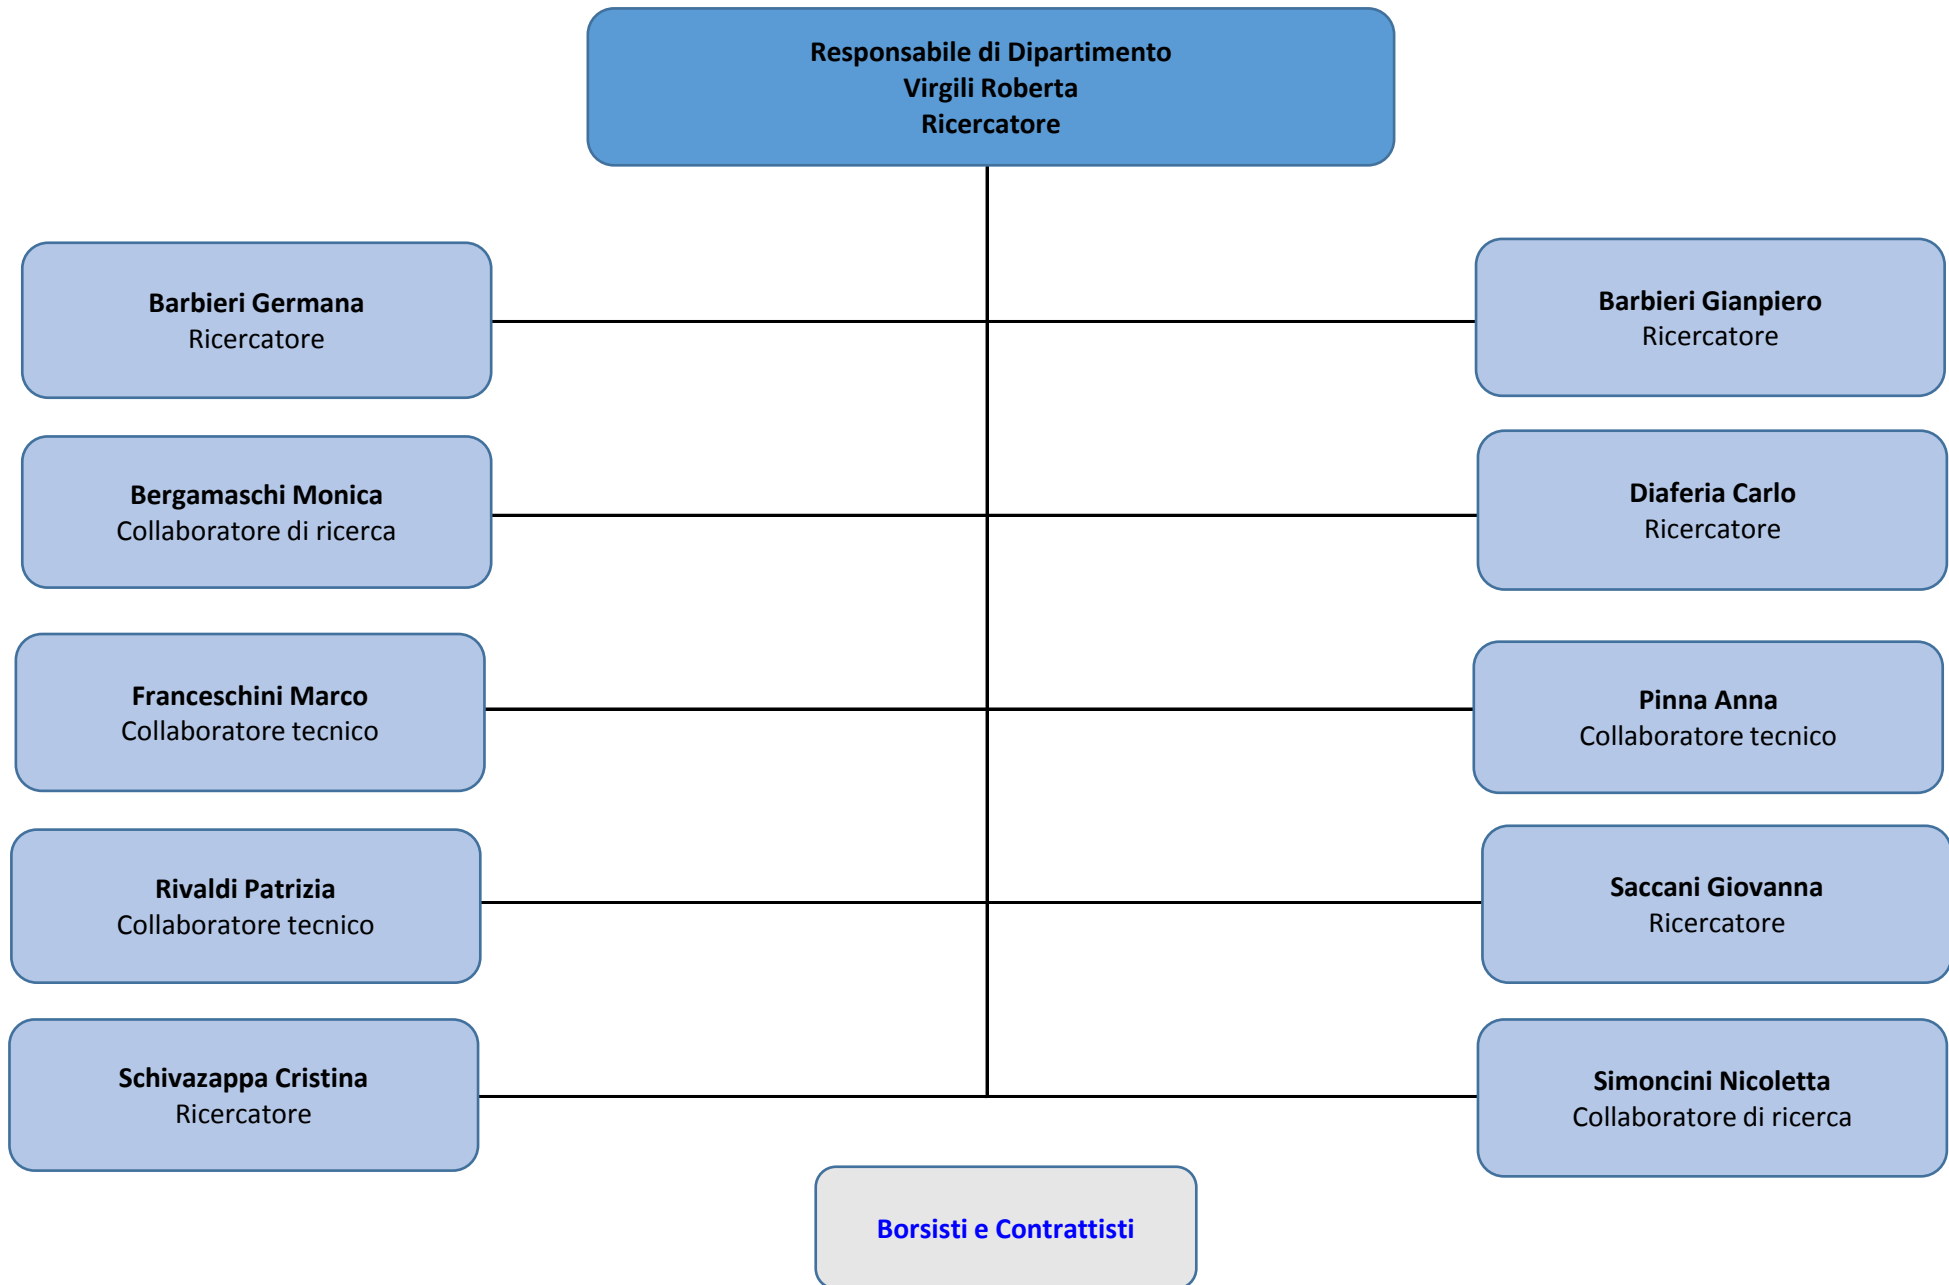 Responsabile di Dipartimento
Virgili Roberta
Ricercatore
Barbieri Germana
Ricercatore
Barbieri Gianpiero
Ricercatore
Bergamaschi Monica
Collaboratore di ricerca
Diaferia Carlo
Ricercatore
Franceschini Marco
Collaboratore tecnico
Pinna Anna
Collaboratore tecnico
Rivaldi Patrizia
Collaboratore tecnico
Saccani Giovanna
Ricercatore
Schivazappa Cristina
Ricercatore
Simoncini Nicoletta
Collaboratore di ricerca
Borsisti e Contrattisti